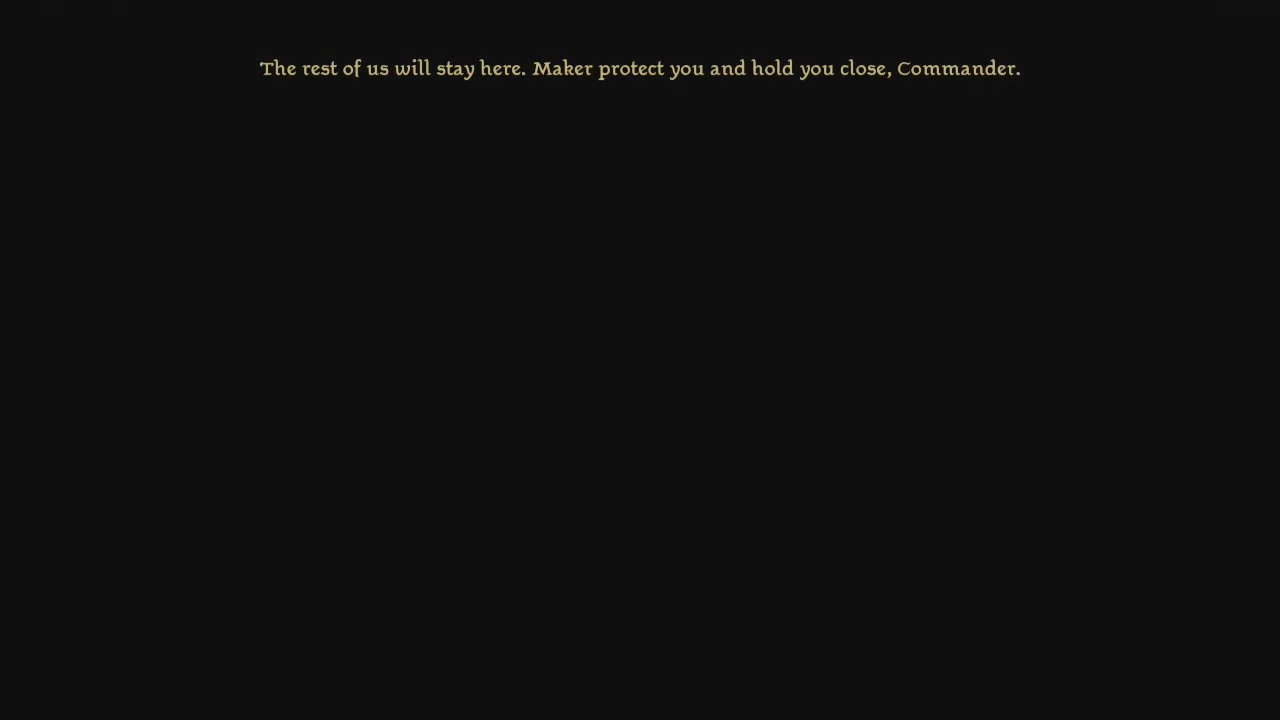 The rest of us will stay here. Maker protect you and hold you close, Commander.